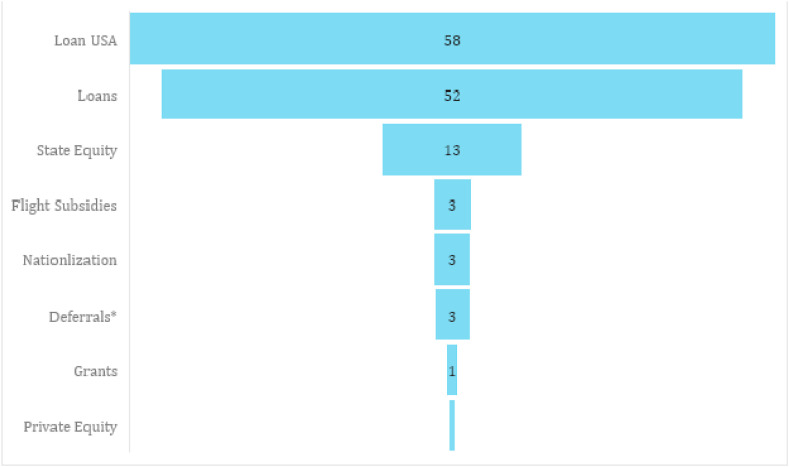 Loan USA 58
Loans 52
State Equity 13
Flight Subsidies 3
Nationlization 3
Deferrals* 3
Grants 1
Private Equity